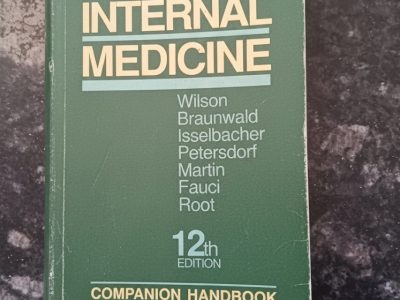 INTERNAL
MEDICINE
Wilson
Braunwald
Isselbacher
Petersdorf
Martin
Fauci
Root
12th
EDITION
COMPANION HANDBOOK